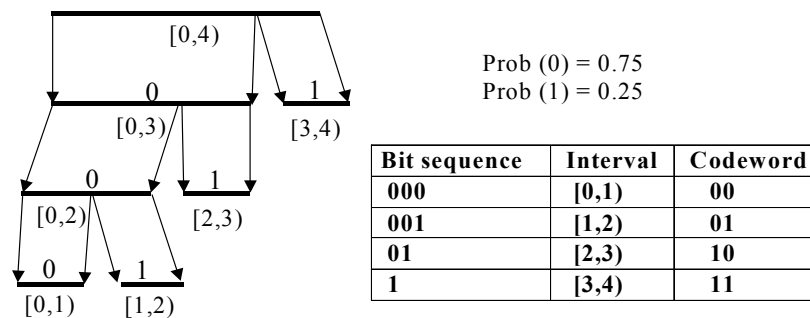 [0,4)
0
1
[0,3)
[3,4)
0
1
[0,2)
[2,3)
0
1
[0,1)
[1,2)
Prob (0) = 0.75
Prob (1) = 0.25
Bit sequence Interval Codeword
000 [0,1) 00
001 [1,2) 01
01 [2,3) 10
1 [3,4) 11